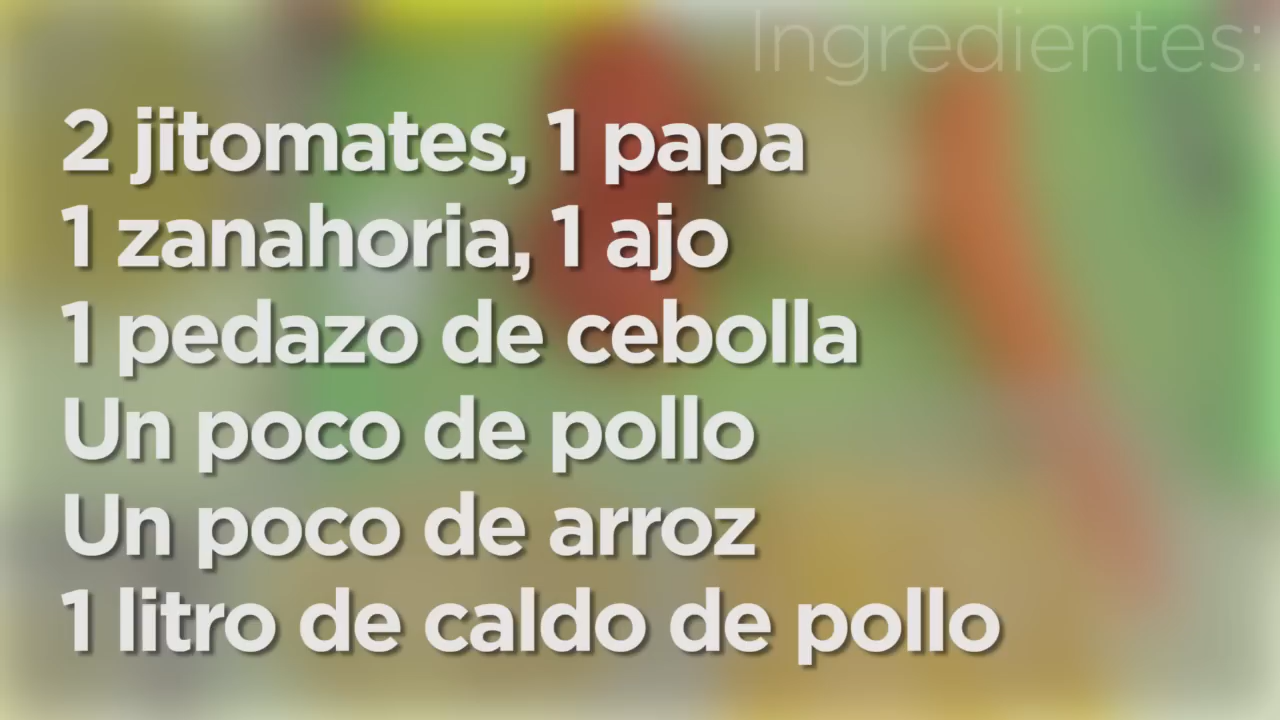 Ingredientes:
2 jitomates, 1 papa
1 zanahoria, 1 ajo
1 pedazo de cebolla
Un poco de pollo
Un poco de arroz
1 litro de caldo de pollo